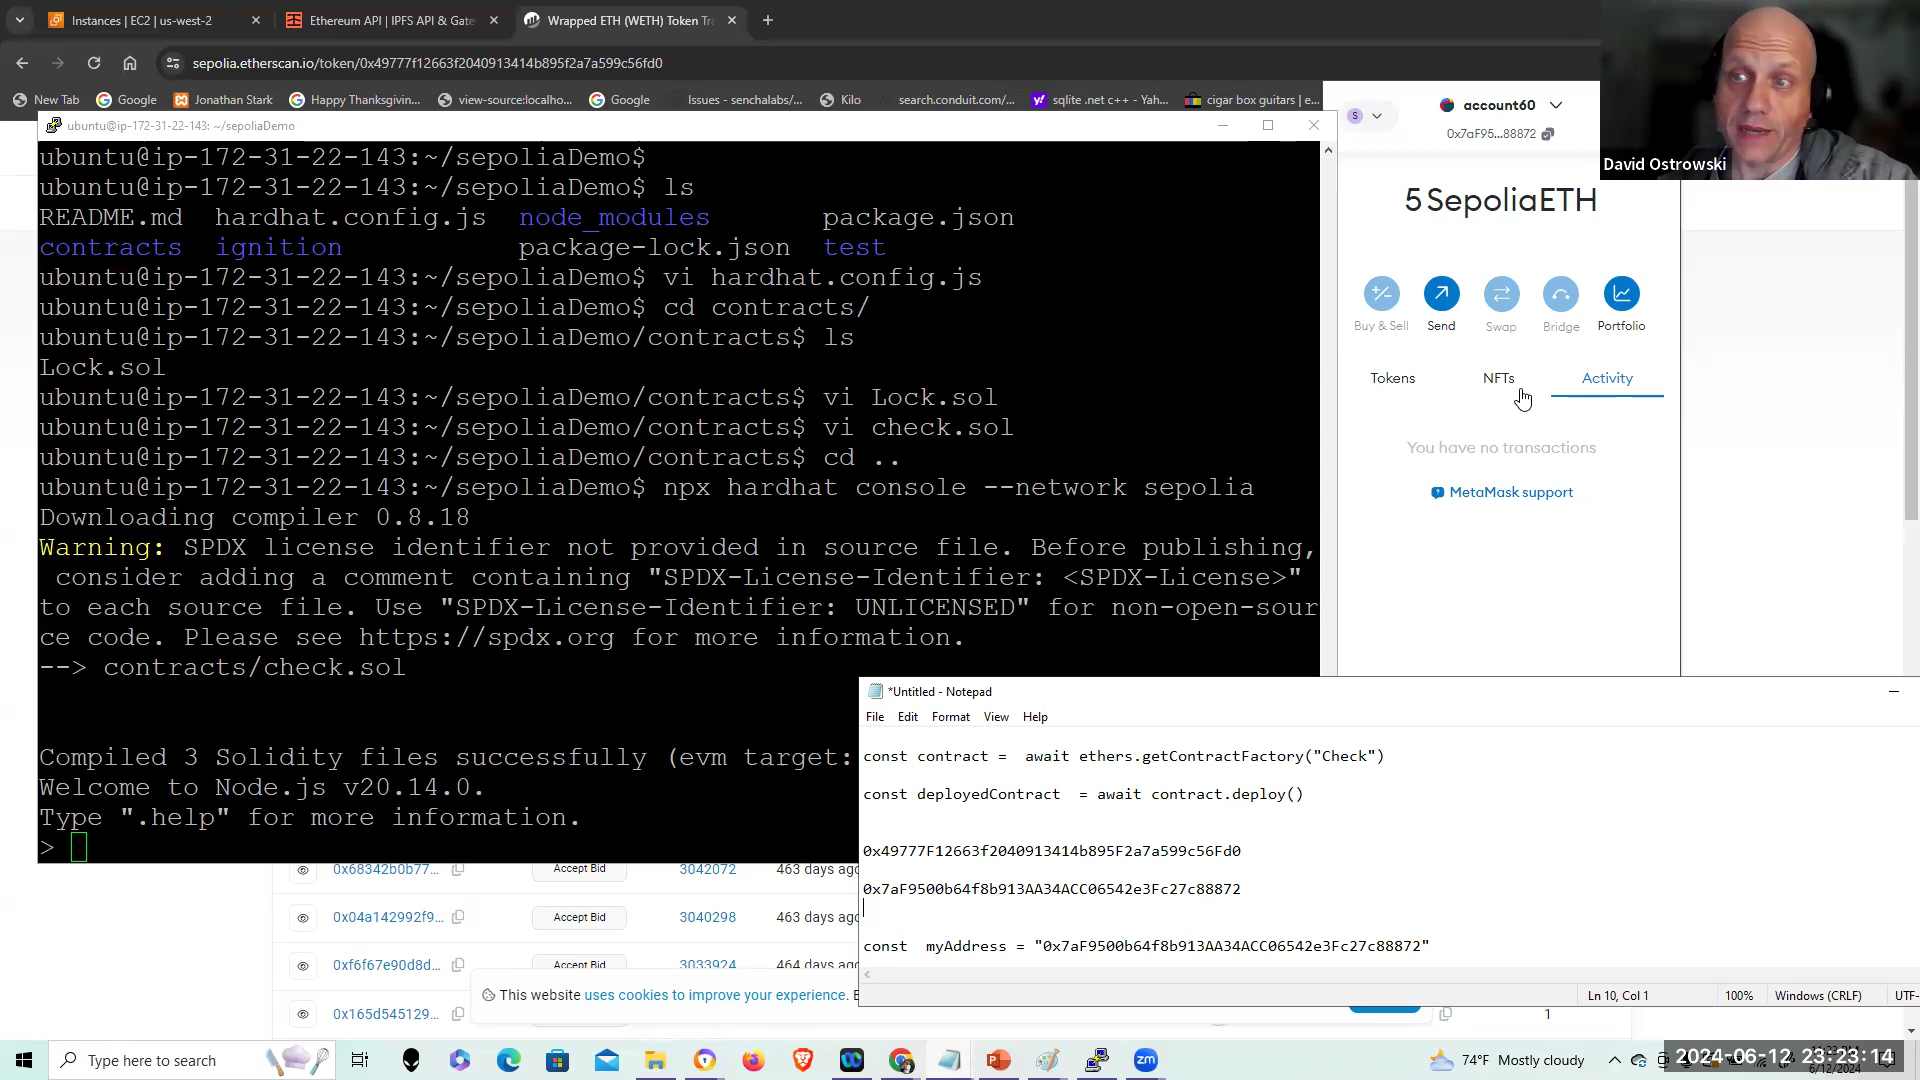 Instances | EC2 | us-west-2
Ethereum API | IPFS API & Gate
Wrapped ETH (WETH) Token Tr
sepolia.etherscan.io/token/0x49777f12663f2040913414b895f2a7a599c56fd0
New Tab
Google
Jonathan Stark
Happy Thanksgivin...
view-source:localho...
Google
Issues - senchalabs/...
Kilo
search.conduit.com/...
sqlite .net c++ - Yah...
cigar box guitars | e...
ubuntu@ip-172-31-22-143: ~/sepoliaDemo
ubuntu@ip-172-31-22-143:~/sepoliaDemo$
ubuntu@ip-172-31-22-143:~/sepoliaDemo$ ls
README.md hardhat.config.js node_modules package.json
contracts ignition package-lock.json test
ubuntu@ip-172-31-22-143:~/sepoliaDemo$ vi hardhat.config.js
ubuntu@ip-172-31-22-143:~/sepoliaDemo$ cd contracts/
ubuntu@ip-172-31-22-143:~/sepoliaDemo/contracts$ ls
Lock.sol
ubuntu@ip-172-31-22-143:~/sepoliaDemo/contracts$ vi Lock.sol
ubuntu@ip-172-31-22-143:~/sepoliaDemo/contracts$ vi check.sol
ubuntu@ip-172-31-22-143:~/sepoliaDemo/contracts$ cd ..
ubuntu@ip-172-31-22-143:~/sepoliaDemo$ npx hardhat console --network sepolia
Downloading compiler 0.8.18
Warning: SPDX license identifier not provided in source file. Before publishing,
consider adding a comment containing "SPDX-License-Identifier: <SPDX-License>"
to each source file. Use "SPDX-License-Identifier: UNLICENSED" for non-open-sour
ce code. Please see https://spdx.org for more information.
--> contracts/check.sol
Compiled 3 Solidity files successfully (evm target:
Welcome to Node.js v20.14.0.
Type ".help" for more information.
>
S
account60
0x7aF95...88872
David Ostrowski
5 SepoliaETH
Buy & Sell
Send
Swap
Bridge
Portfolio
Tokens
NFTs
Activity
You have no transactions
MetaMask support
*Untitled - Notepad
File Edit Format View Help
const contract = await ethers.getContractFactory("Check")
const deployedContract = await contract.deploy()
0x49777F12663f2040913414b895F2a7a599c56Fd0
0x7aF9500b64f8b913AA34ACC06542e3Fc27c88872
const myAddress = "0x7aF9500b64f8b913AA34ACC06542e3Fc27c88872"
Ln 10, Col 1
100%
Windows (CRLF)
UTF-
0x68342b0b77... Accept Bid 3042072 463 days ago
0x04a142992f9... Accept Bid 3040298 463 days ago
0xf6f67e90d8d... Accept Bid 3033924 464 days ago
0x165d545129...
1
This website uses cookies to improve your experience.
Type here to search
zm
74°F Mostly cloudy
2024-06-12 23:23:14
6/12/2024